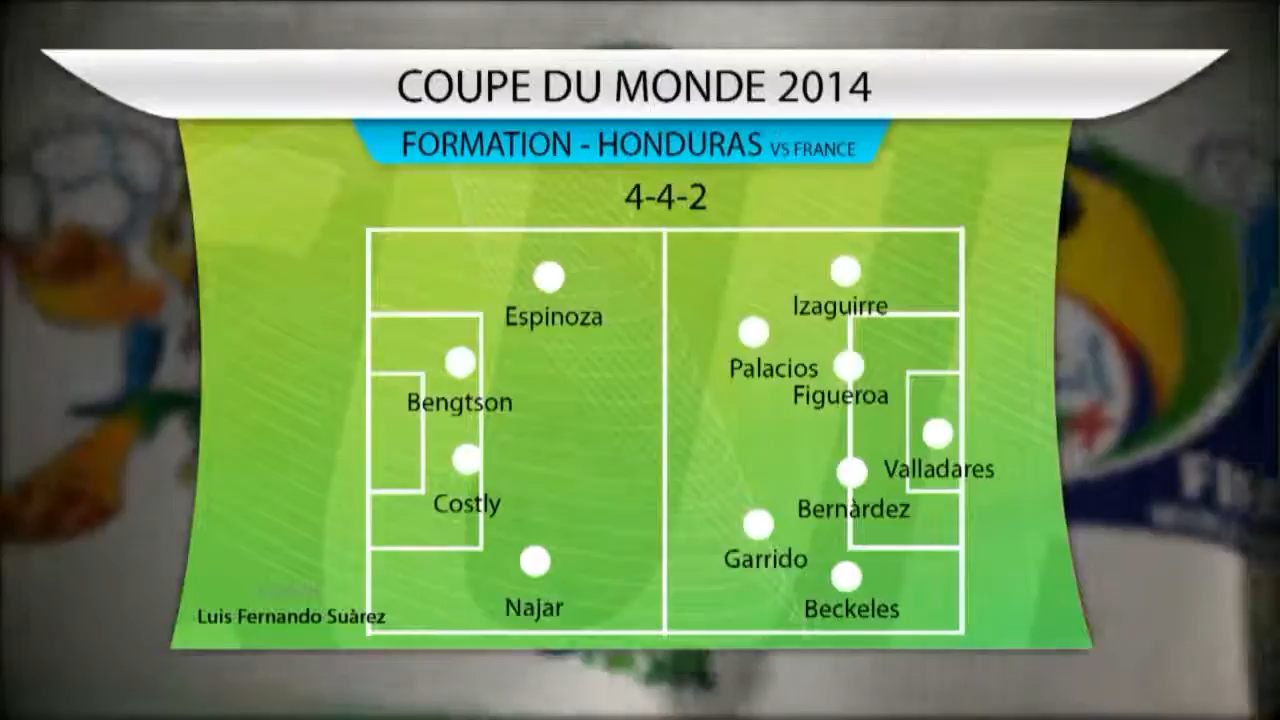 COUPE DU MONDE 2014
FORMATION - HONDURAS VS FRANCE
4-4-2
Espinoza
Izaguirre
Palacios
Figueroa
Bengtson
Valladares
Costly
Bernàrdez
Garrido
Najar
Beckeles
Luis Fernando Suàrez